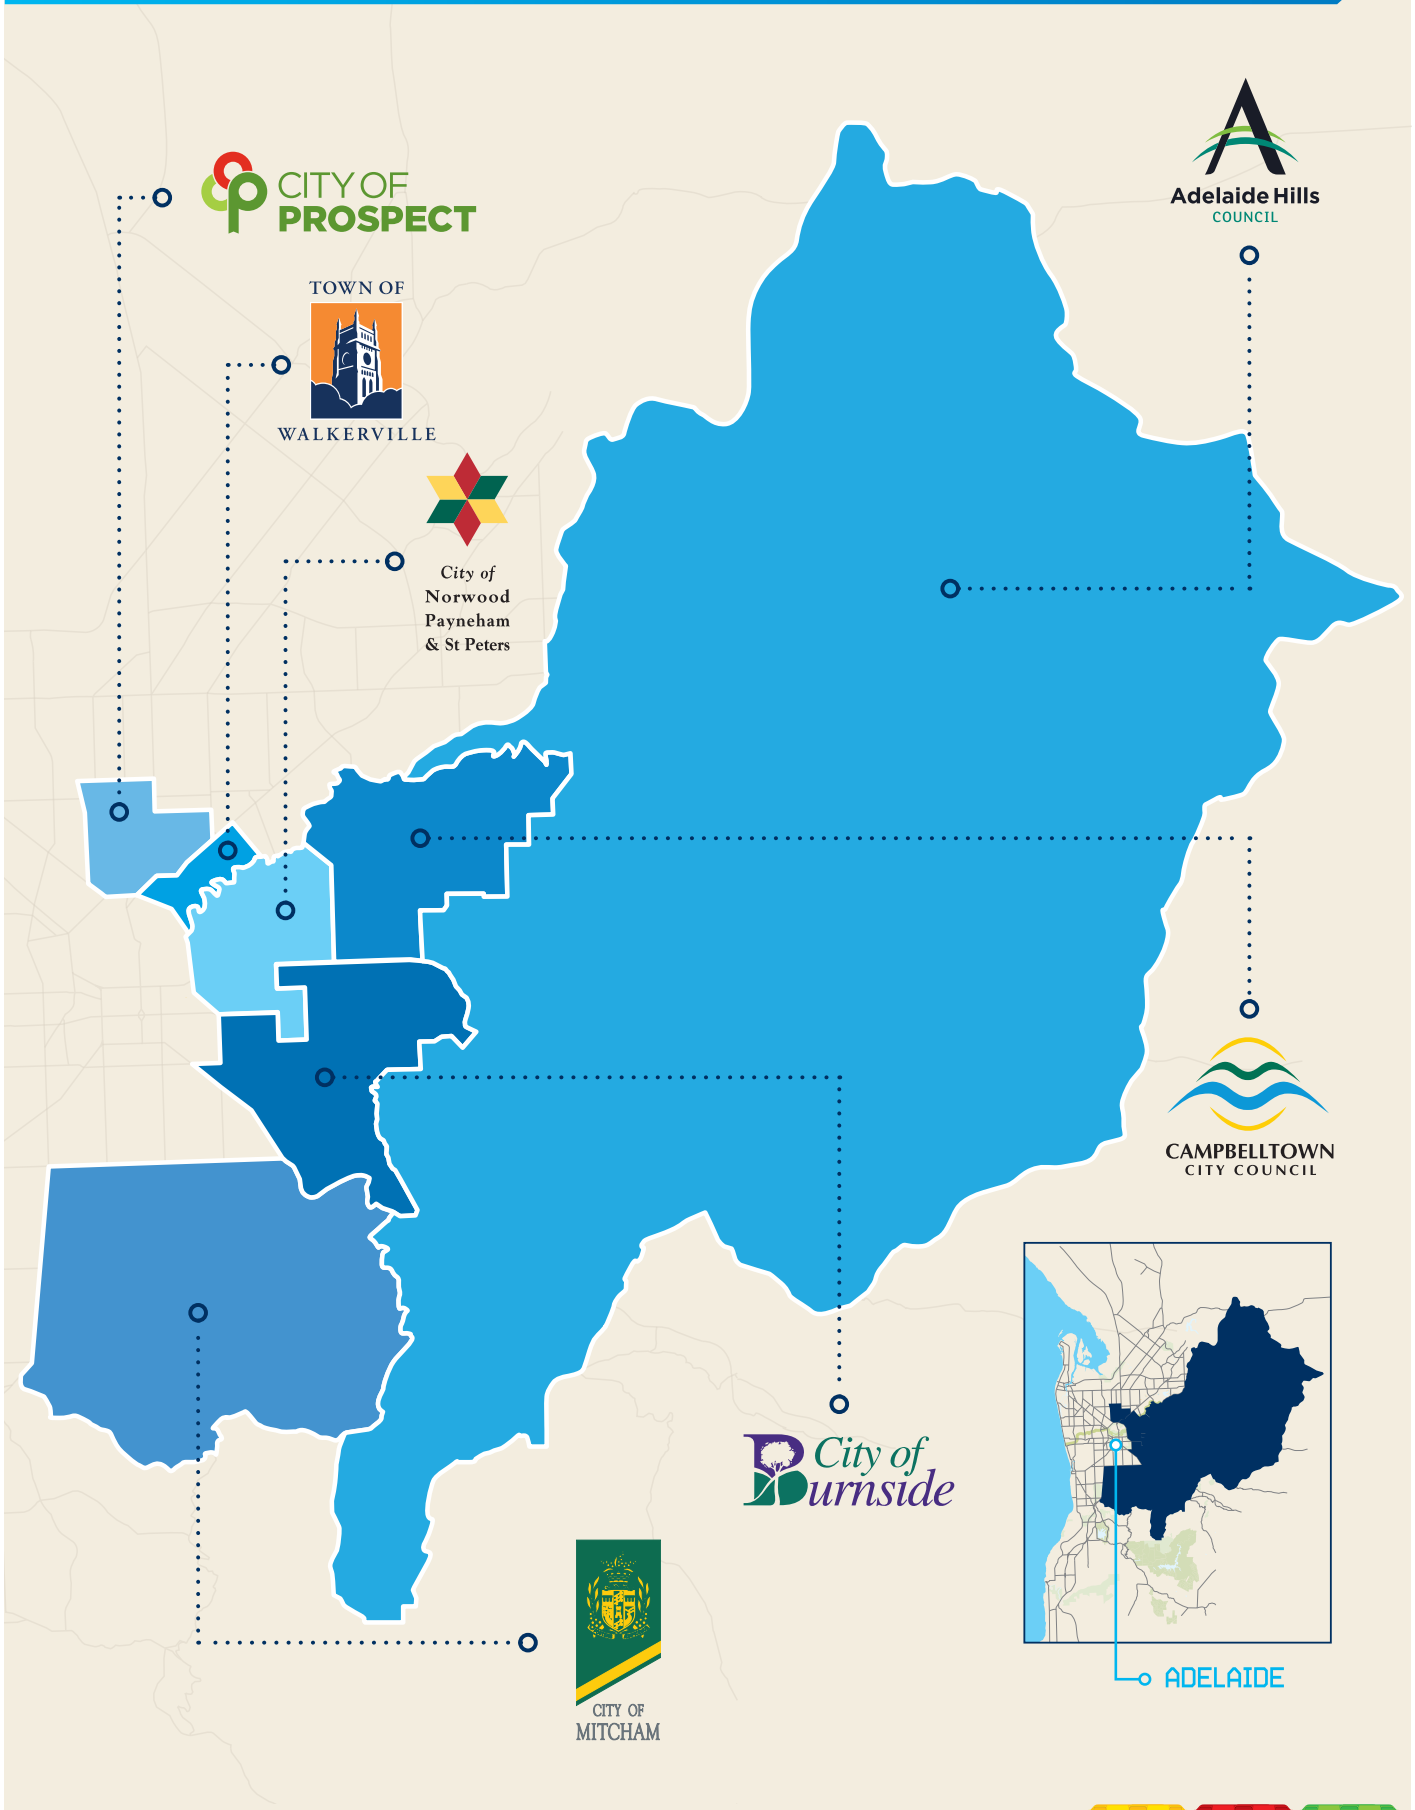 CITY OF
PROSPECT
Adelaide Hills
COUNCIL
TOWN OF
WALKERVILLE
City of
Norwood
Payneham
& St Peters
CAMPBELLTOWN
CITY COUNCIL
City of
Burnside
CITY OF
MITCHAM
ADELAIDE